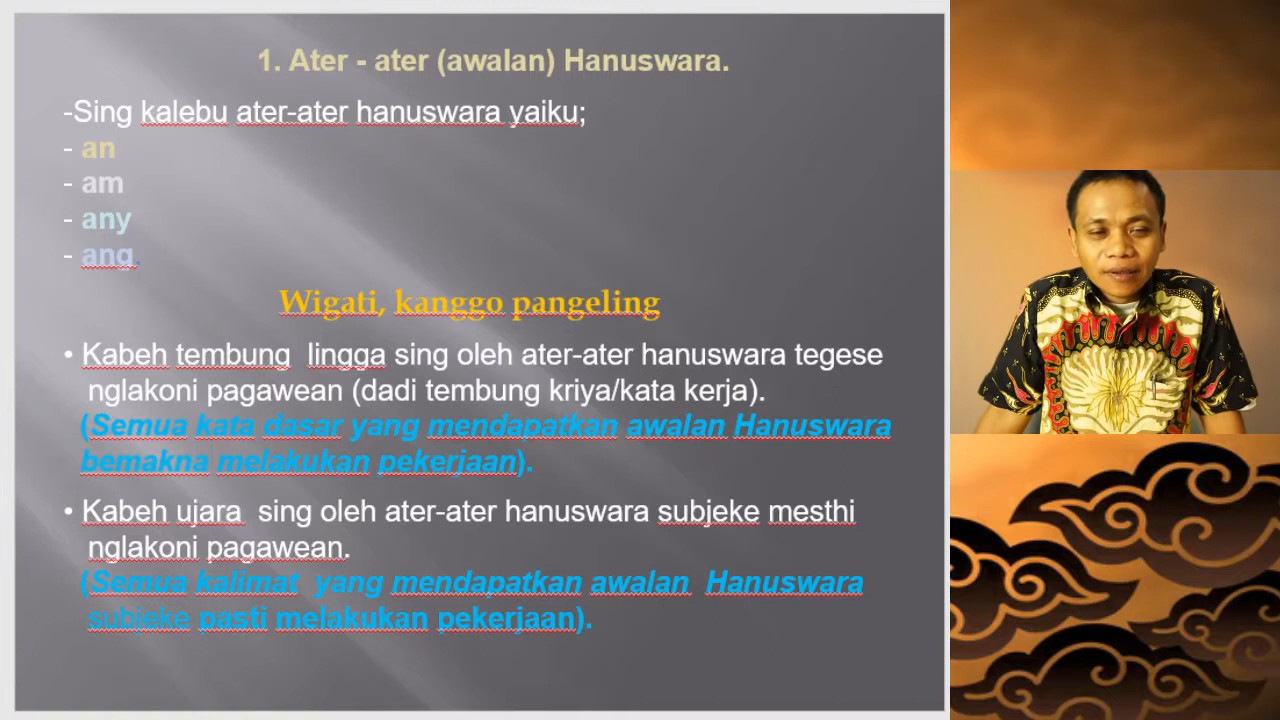 1. Ater - ater (awalan) Hanuswara.
-Sing kalebu ater-ater hanuswara yaiku;
- an
- am
- any
- ang.
Wigati, kanggo pangeling
• Kabeh tembung lingga sing oleh ater-ater hanuswara tegese
nglakoni pagawean (dadi tembung kriya/kata kerja).
(Semua kata dasar yang mendapatkan awalan Hanuswara
bemakna melakukan pekerjaan).
• Kabeh ujara sing oleh ater-ater hanuswara subjeke mesthi
nglakoni pagawean.
(Semua kalimat yang mendapatkan awalan Hanuswara
subjeke pasti melakukan pekerjaan).